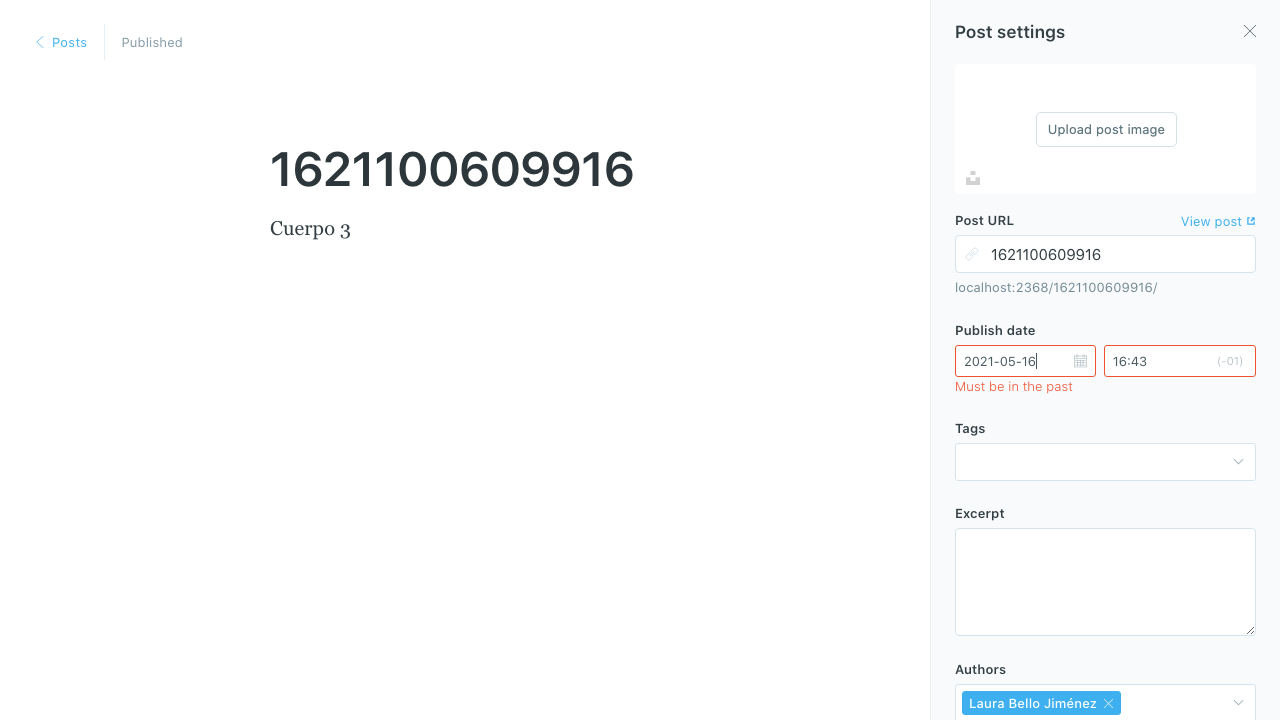 Posts
Published
1621100609916
Cuerpo 3
Post settings
Upload post image
Post URL
View post
1621100609916
localhost:2368/1621100609916/
Publish date
2021-05-16
16:43
(-01)
Must be in the past
Tags
Excerpt
Authors
Laura Bello Jiménez